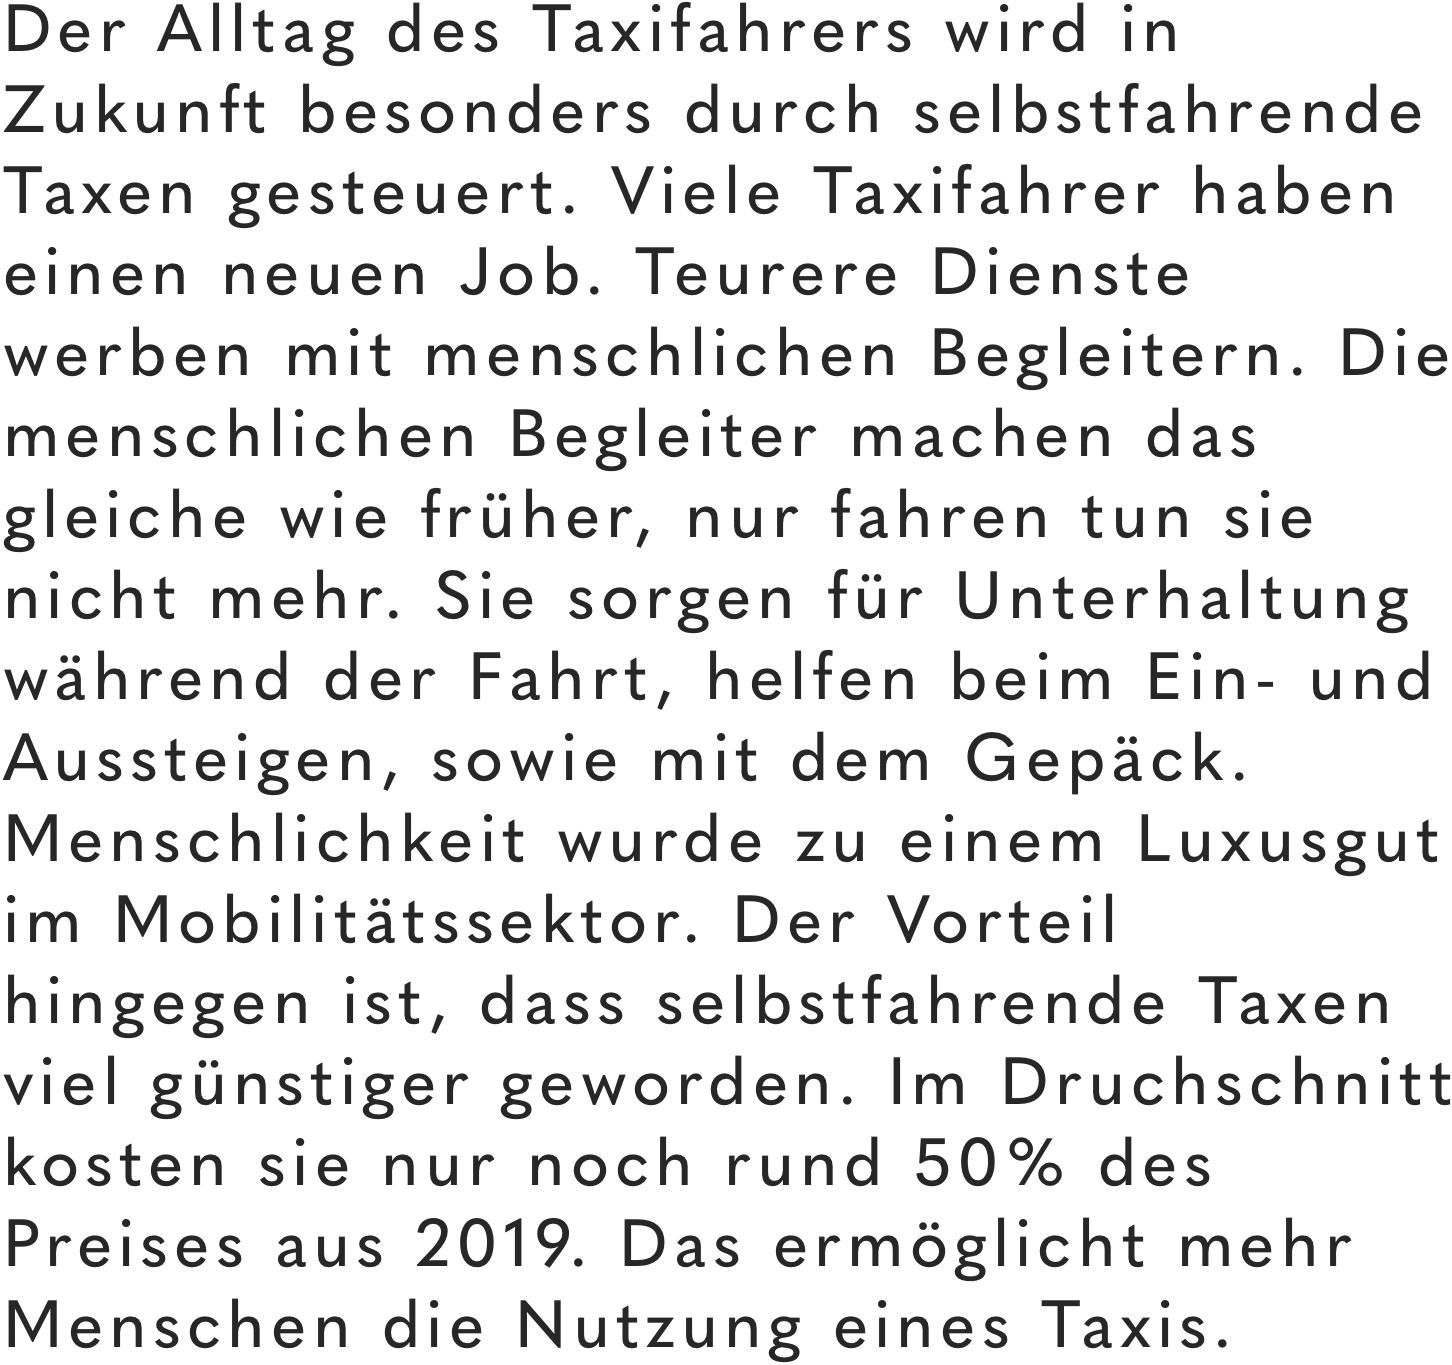 Der Alltag des Taxifahrers wird in
Zukunft besonders durch selbstfahrende
Taxen gesteuert. Viele Taxifahrer haben
einen neuen Job. Teurere Dienste
werben mit menschlichen Begleitern. Die
menschlichen Begleiter machen das
gleiche wie früher, nur fahren tun sie
nicht mehr. Sie sorgen für Unterhaltung
während der Fahrt, helfen beim Ein- und
Aussteigen, sowie mit dem Gepäck.
Menschlichkeit wurde zu einem Luxusgut
im Mobilitätssektor. Der Vorteil
hingegen ist, dass selbstfahrende Taxen
viel günstiger geworden. Im Druchschnitt
kosten sie nur noch rund 50% des
Preises aus 2019. Das ermöglicht mehr
Menschen die Nutzung eines Taxis.